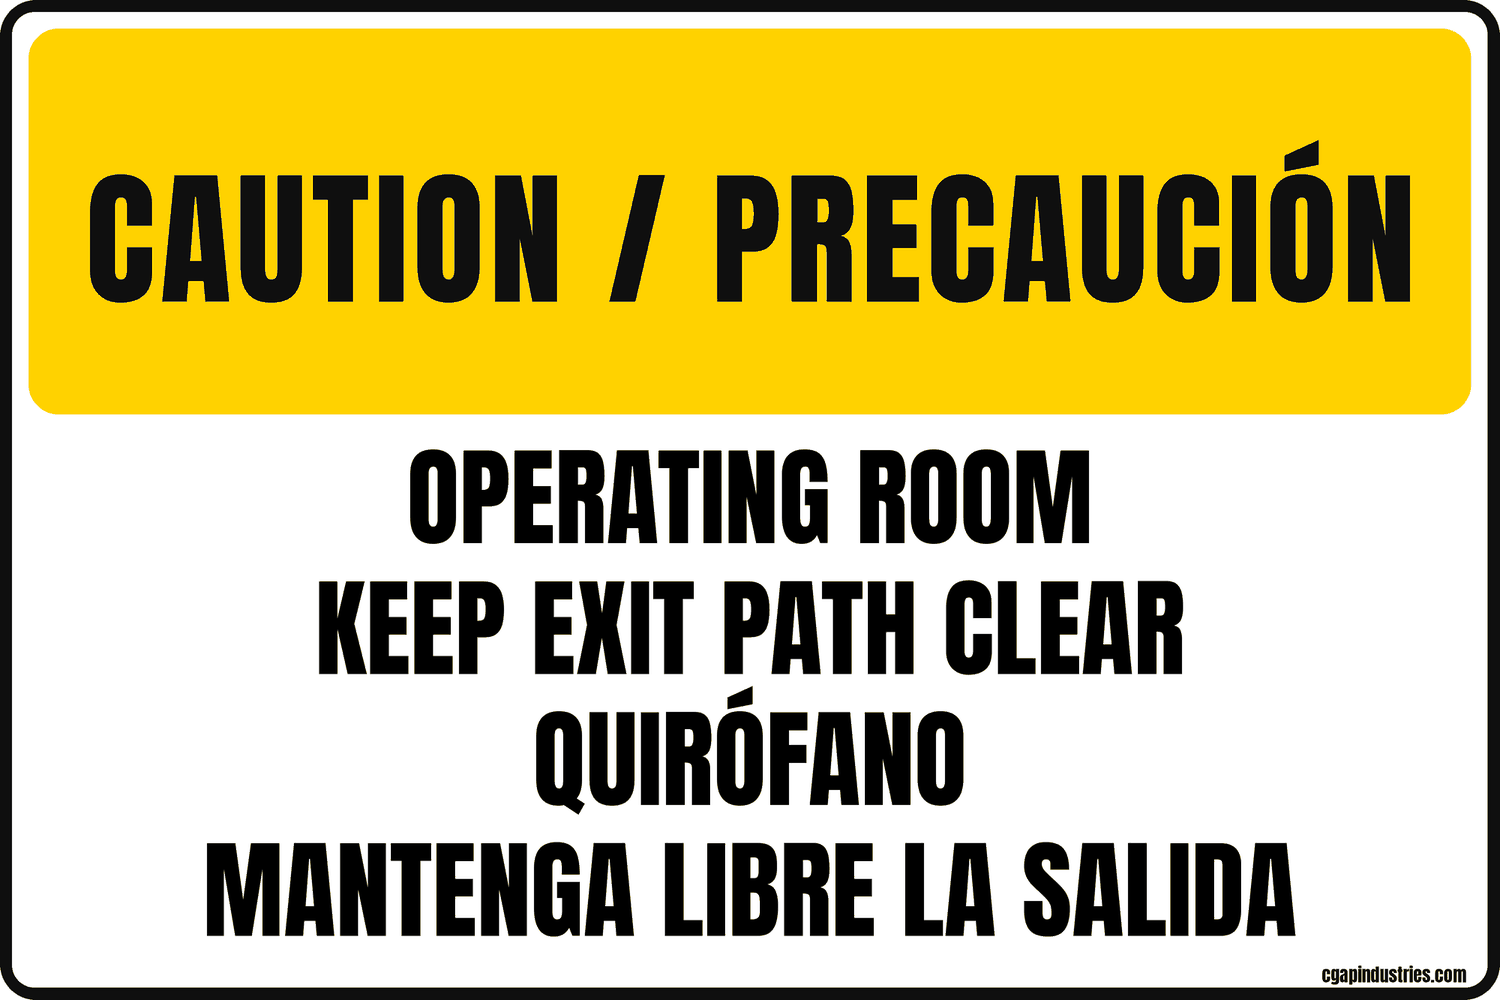 CAUTION / PRECAUCIÓN
OPERATING ROOM
KEEP EXIT PATH CLEAR
QUIRÓFANO
MANTENGA LIBRE LA SALIDA
cgapindustries.com